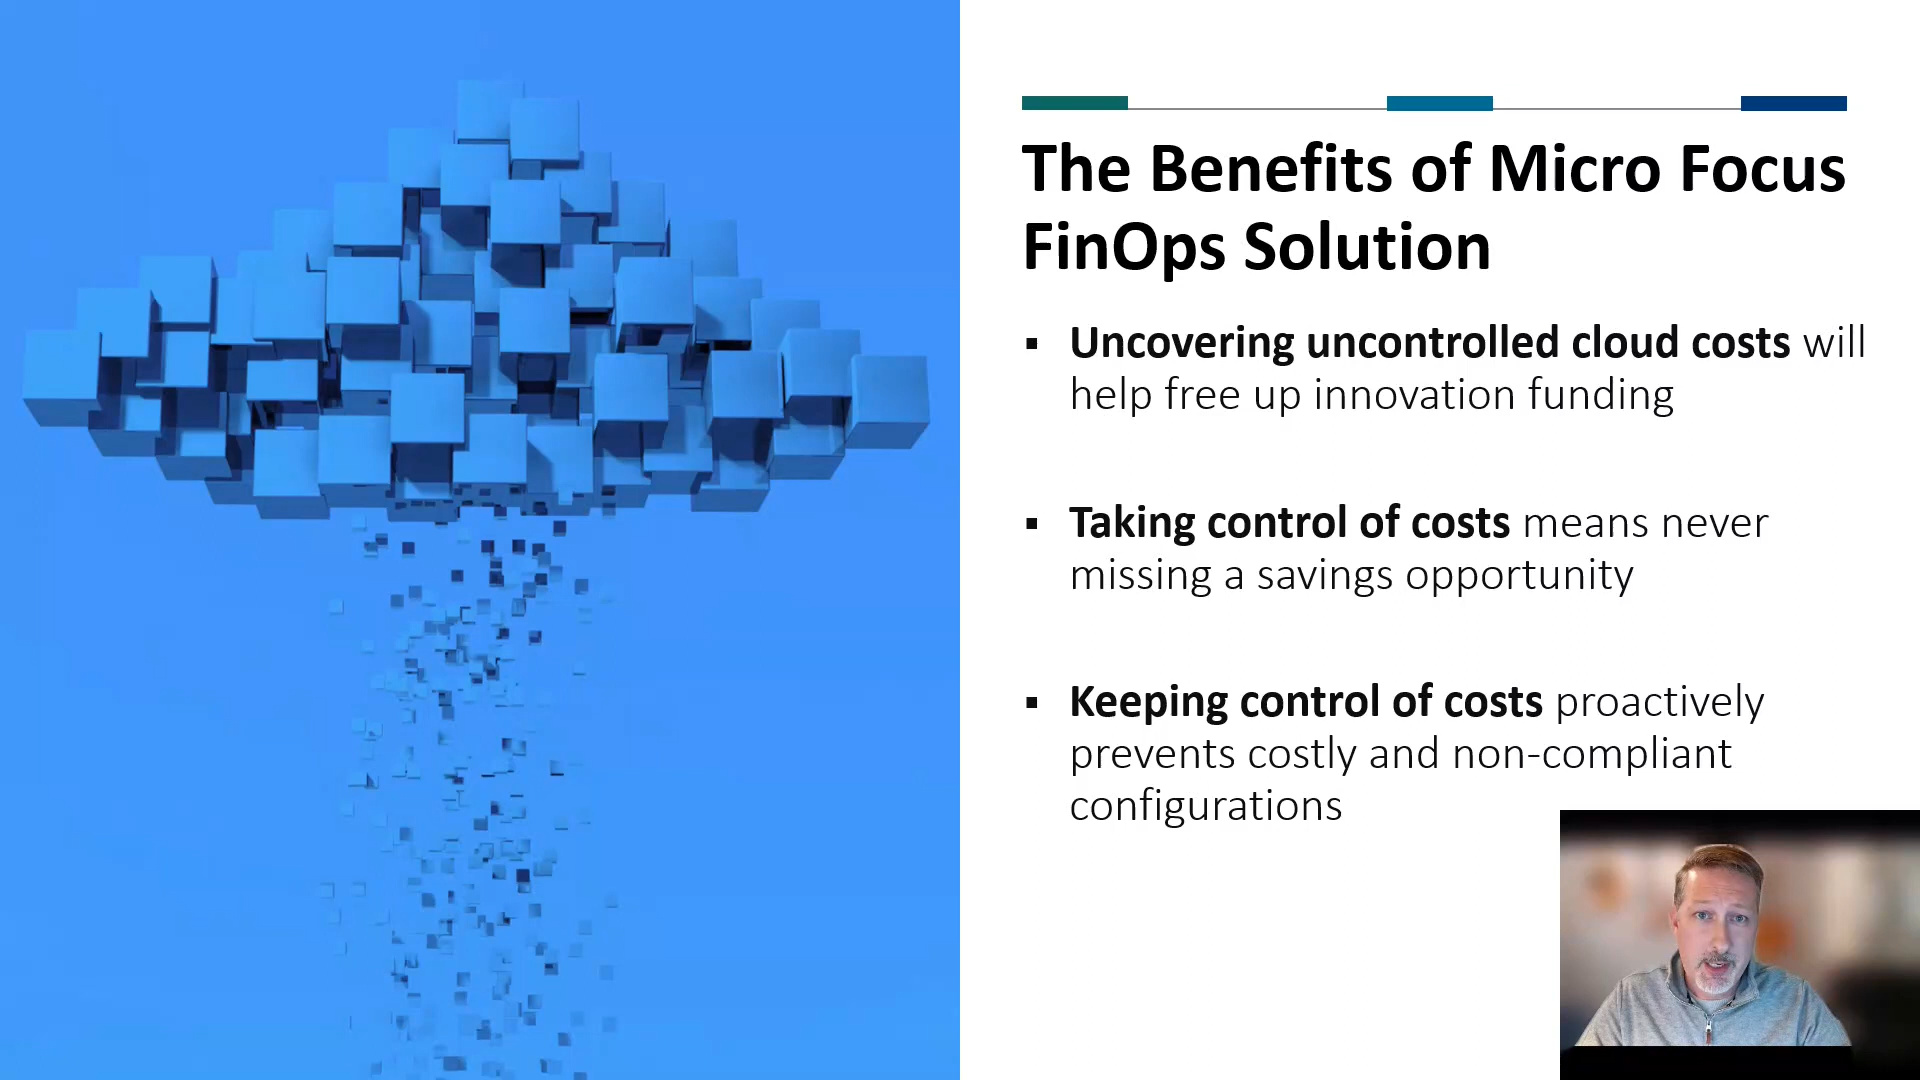 The Benefits of Micro Focus
FinOps Solution
▪ Uncovering uncontrolled cloud costs will
help free up innovation funding
▪ Taking control of costs means never
missing a savings opportunity
▪ Keeping control of costs proactively
prevents costly and non-compliant
configurations